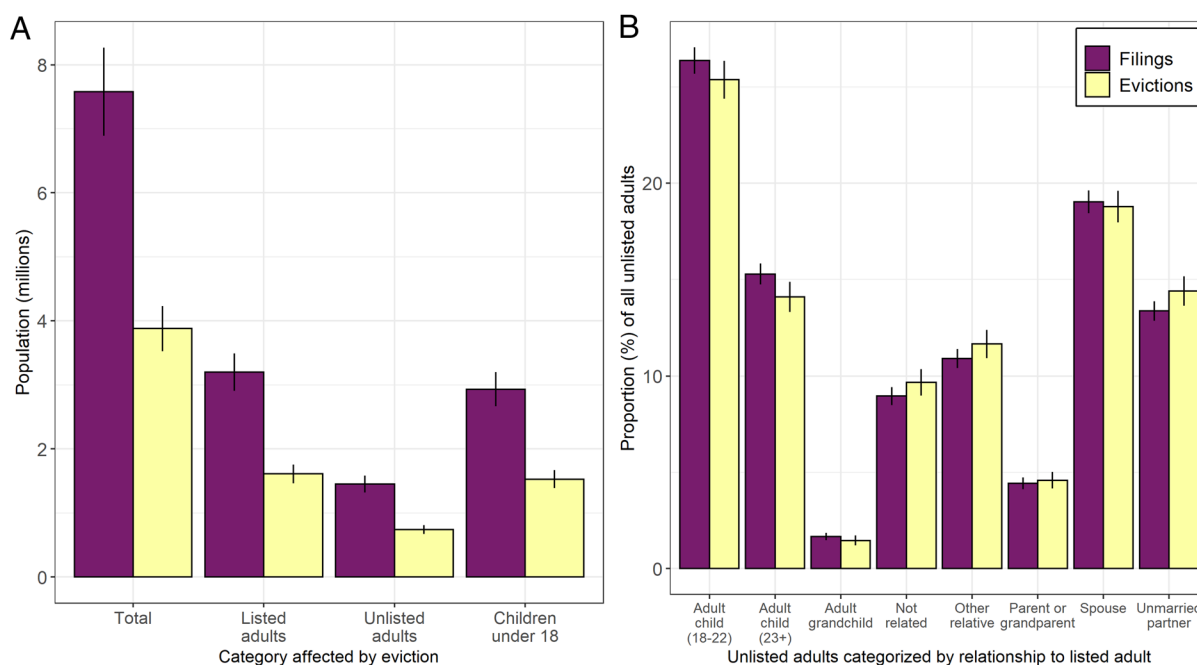 A
Population (millions)
8
6
4
2
0
Total
Listed
adults
Unlisted
adults
Children
under 18
Category affected by eviction
B
Filings
Evictions
Proportion (%) of all unlisted adults
20
10
0
Adult
child
(18-22)
Adult
child
(23+)
Adult
grandchild
Not
related
Other
relative
Parent or
grandparent
Spouse
Unmarried
partner
Unlisted adults categorized by relationship to listed adult